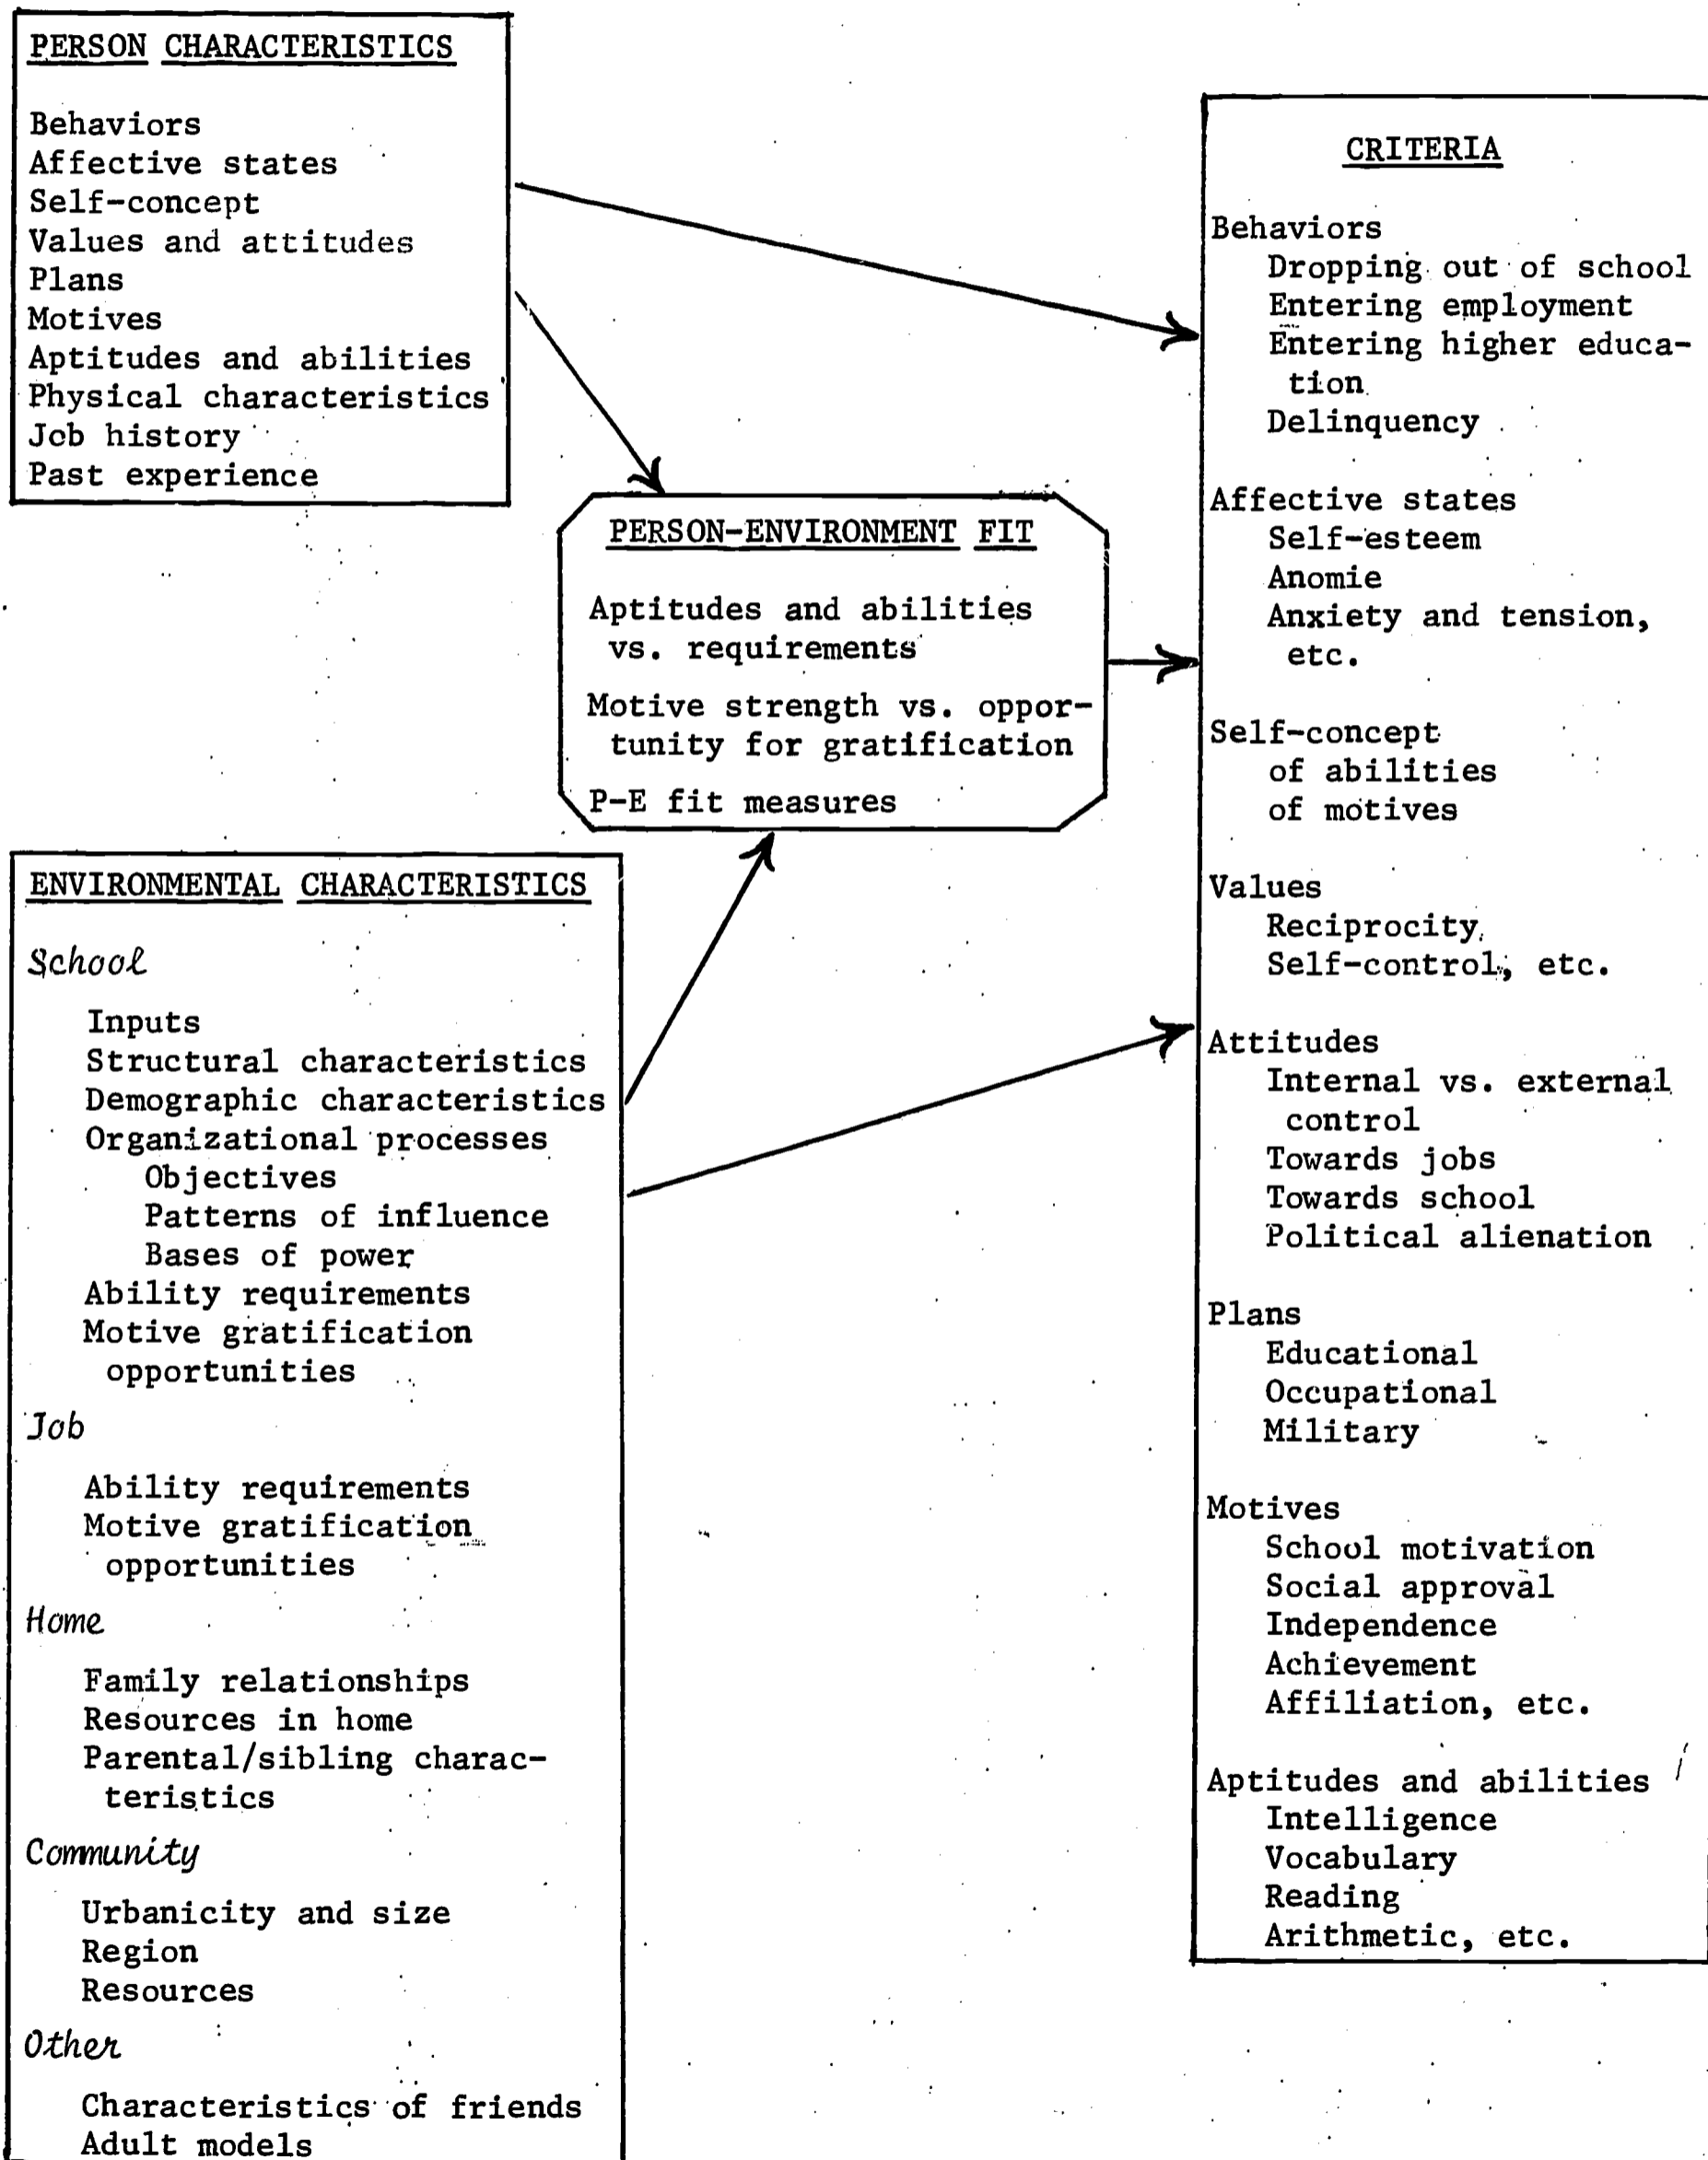 PERSON CHARACTERISTICS
Behaviors
Affective states
Self-concept
Values and attitudes
Plans
Motives
Aptitudes and abilities
Physical characteristics
Job history
Past experience
PERSON-ENVIRONMENT FIT
Aptitudes and abilities
vs. requirements
Motive strength vs. oppor-
tunity for gratification
P-E fit measures
ENVIRONMENTAL CHARACTERISTICS
School
Inputs
Structural characteristics
Demographic characteristics
Organizational processes
Objectives
Patterns of influence
Bases of power
Ability requirements
Motive gratification
opportunities
Job
Ability requirements
Motive gratification
opportunities
Home
Family relationships
Resources in home
Parental/sibling charac-
teristics
Community
Urbanicity and size
Region
Resources
Other
Characteristics of friends
Adult models
CRITERIA
Behaviors
Dropping out of school
Entering employment
Entering higher educa-
tion
Delinquency
Affective states
Self-esteem
Anomie
Anxiety and tension,
etc.
Self-concept
of abilities
of motives
Values
Reciprocity
Self-control, etc.
Attitudes
Internal vs. external
control
Towards jobs
Towards school
Political alienation
Plans
Educational
Occupational
Military
Motives
School motivation
Social approval
Independence
Achievement
Affiliation, etc.
Aptitudes and abilities
Intelligence
Vocabulary
Reading
Arithmetic, etc.